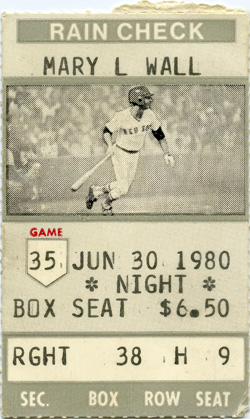 RAIN CHECK
MARY L WALL
RED SOX
GAME
35 JUN 30 1980
* NIGHT *
BOX SEAT $6.50
RGHT 38 H 9
SEC. BOX ROW SEAT